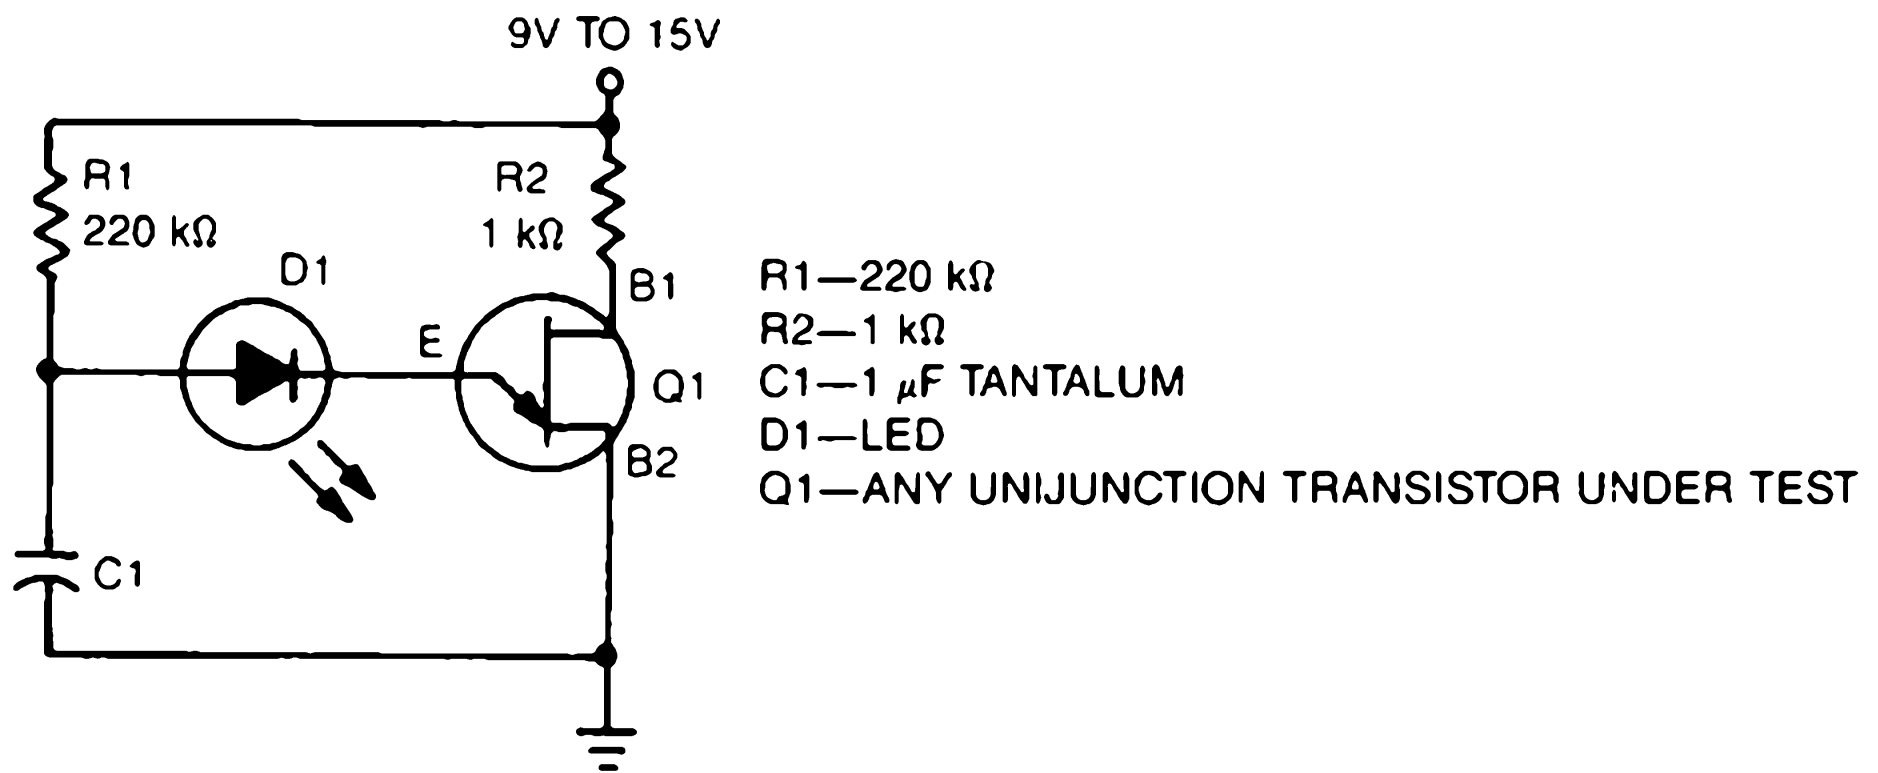 9V TO 15V
R1
220 kΩ
R2
1 kΩ
D1
B1
E
Q1
B2
C1
R1—220 kΩ
R2—1 kΩ
C1—1 μF TANTALUM
D1—LED
Q1—ANY UNIJUNCTION TRANSISTOR UNDER TEST